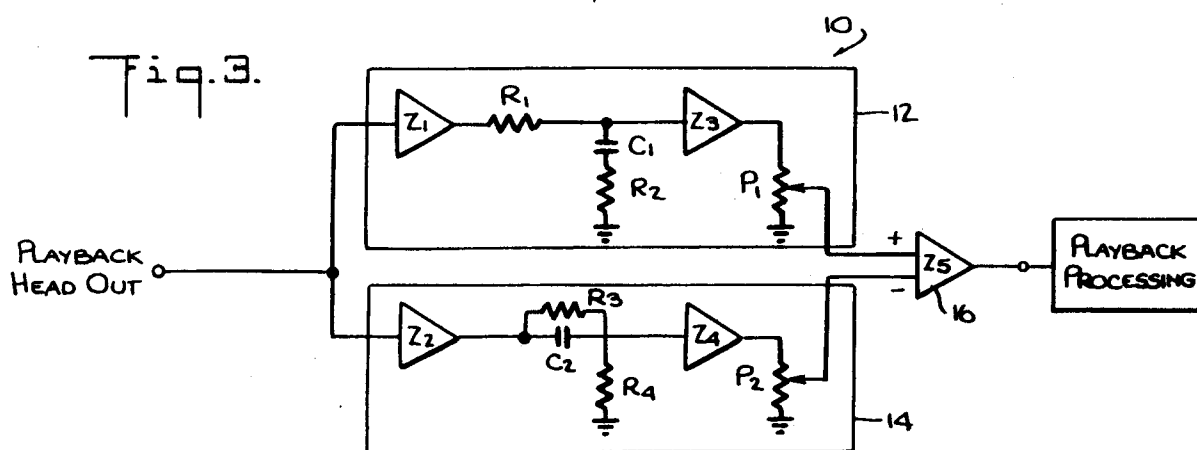 Fig. 3.
10
12
R1
Z1
Z3
C1
R2
P1
PLAYBACK
HEAD OUT
+
Z5
-
16
PLAYBACK
PROCESSING
R3
Z2
C2
Z4
R4
P2
14